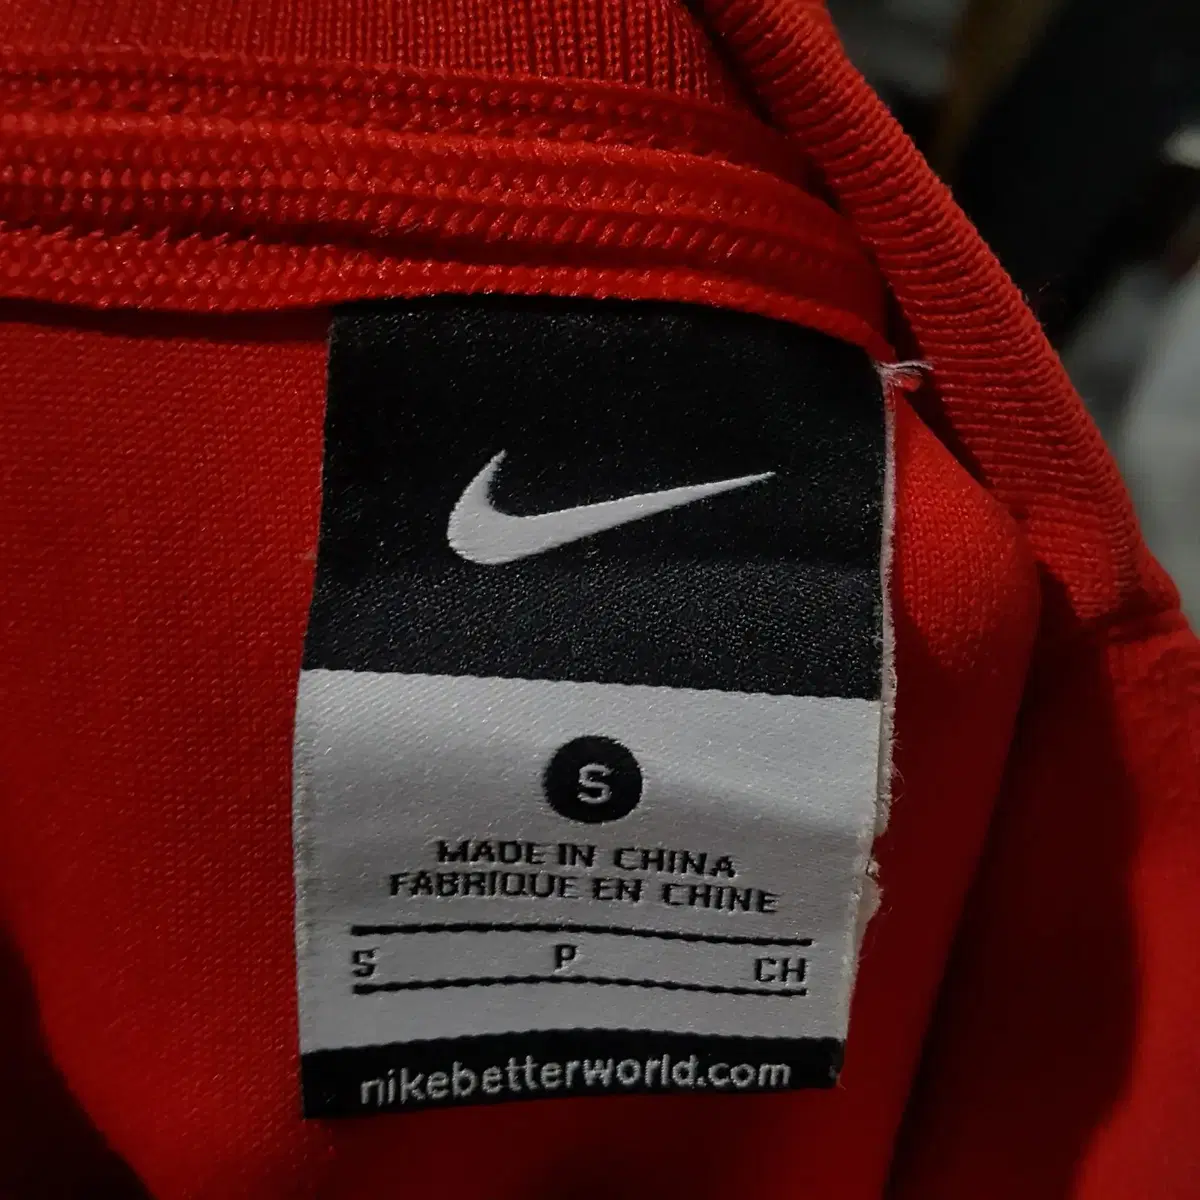 S
MADE IN CHINA
FABRIQUE EN CHINE
S P CH
nikebetterworld.com